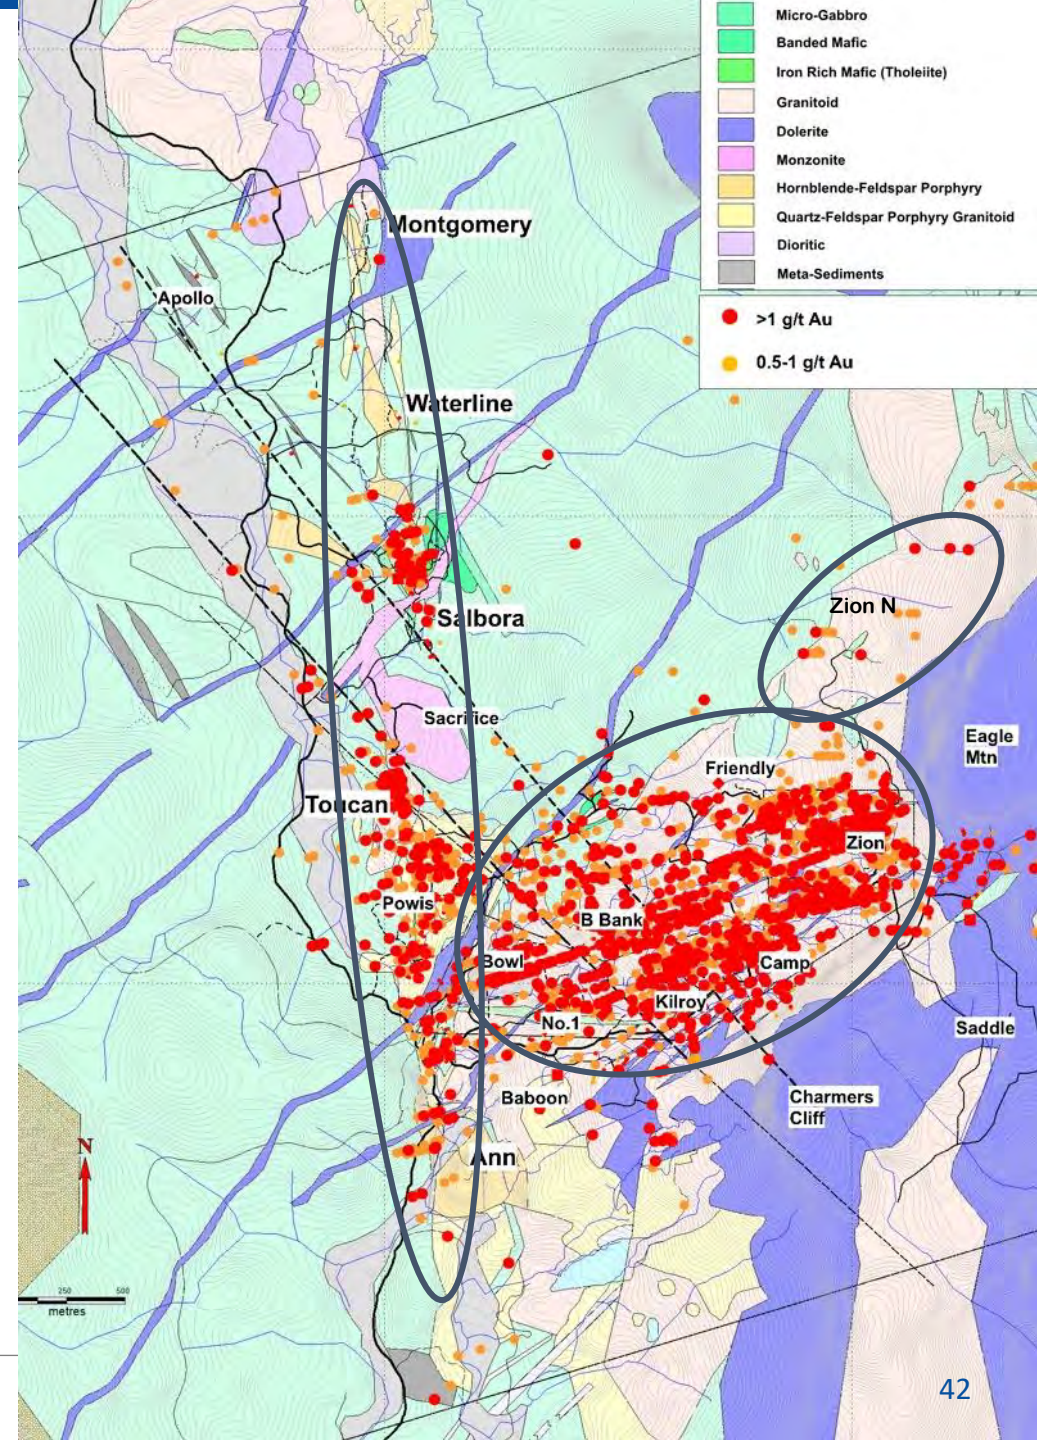 Micro-Gabbro
Banded Mafic
Iron Rich Mafic (Tholeiite)
Granitoid
Dolerite
Monzonite
Hornblende-Feldspar Porphyry
Quartz-Feldspar Porphyry Granitoid
Dioritic
Meta-Sediments
>1 g/t Au
0.5-1 g/t Au
Montgomery
Apollo
Waterline
Zion N
Salbora
Sacrifice
Eagle
Mtn
Friendly
Toucan
Zion
Powis
B Bank
Bowl
Camp
Kilroy
No.1
Saddle
Baboon
Charmers
Cliff
N
Ann
250 500
metres
42